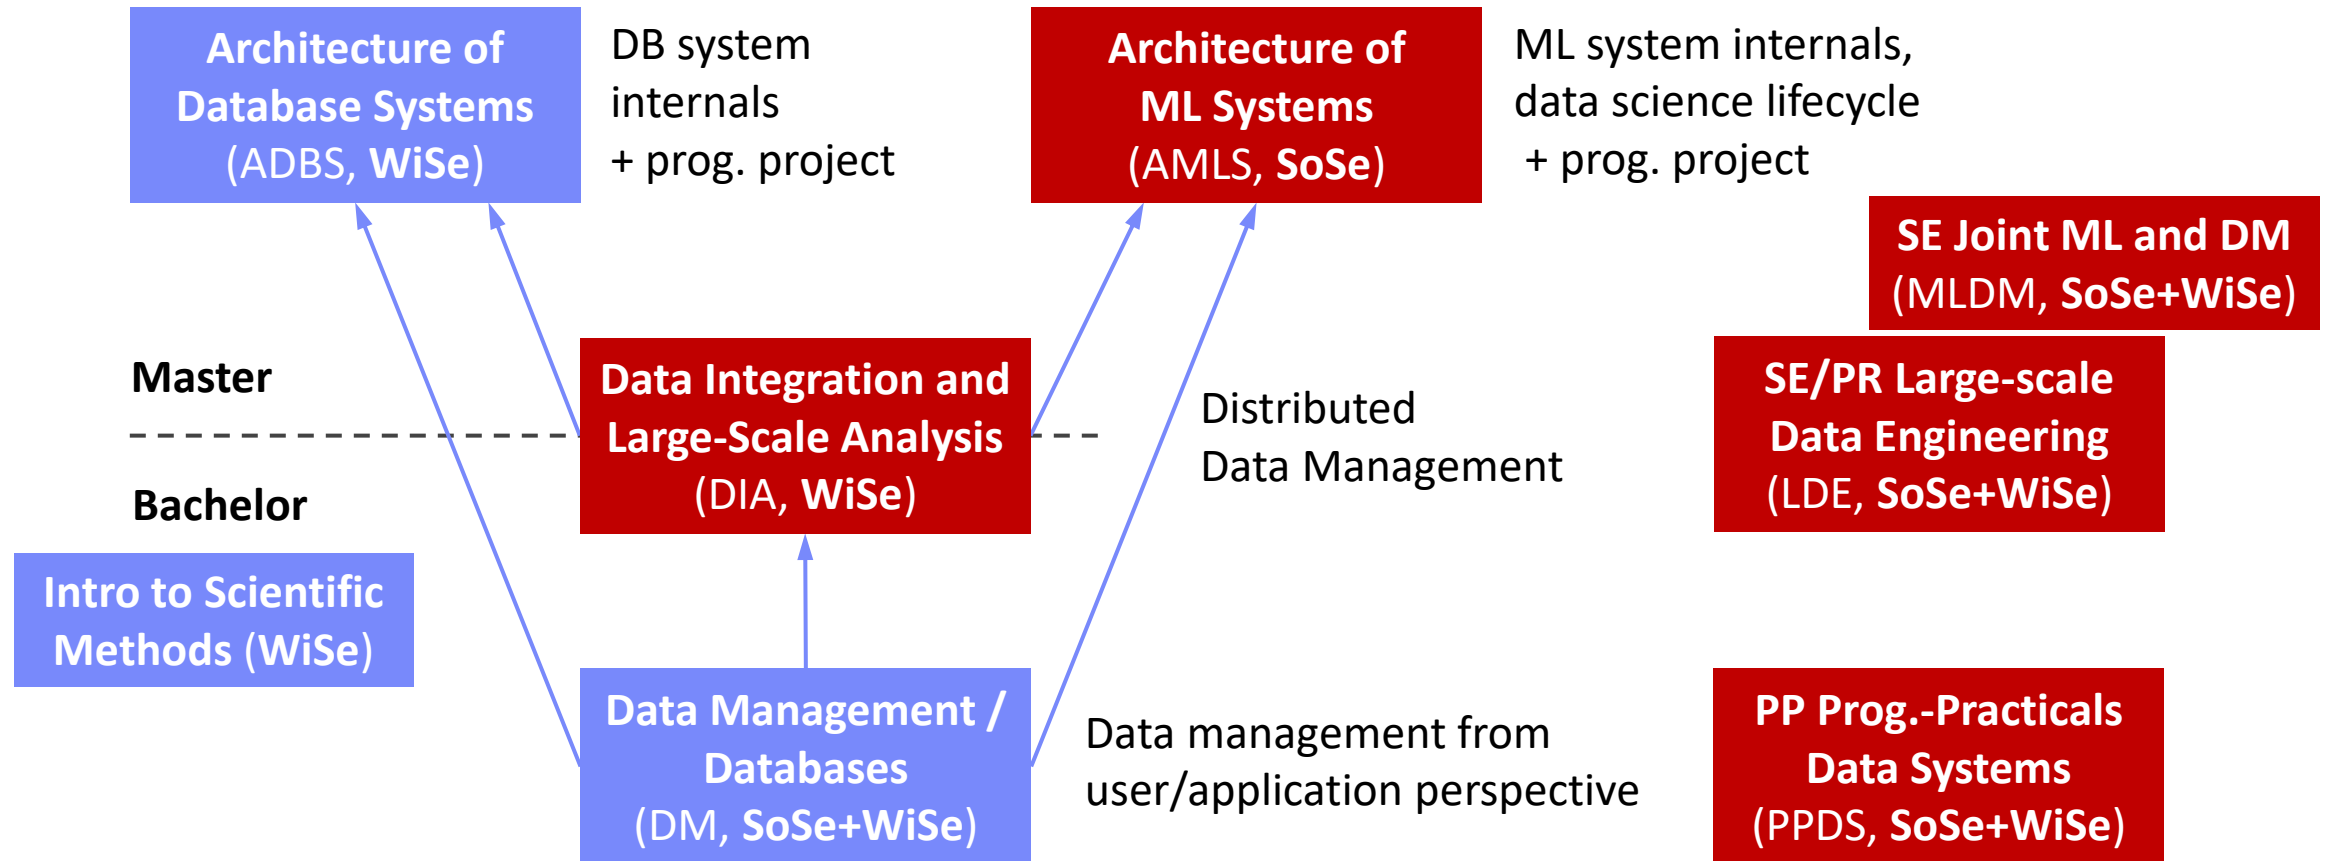 Architecture of
Database Systems
(ADBS, WiSe)
DB system
internals
+ prog. project
Architecture of
ML Systems
(AMLS, SoSe)
ML system internals,
data science lifecycle
+ prog. project
SE Joint ML and DM
(MLDM, SoSe+WiSe)
Master
Data Integration and
Large-Scale Analysis
(DIA, WiSe)
Distributed
Data Management
SE/PR Large-scale
Data Engineering
(LDE, SoSe+WiSe)
Bachelor
Intro to Scientific
Methods (WiSe)
Data Management /
Databases
(DM, SoSe+WiSe)
Data management from
user/application perspective
PP Prog.-Practicals
Data Systems
(PPDS, SoSe+WiSe)